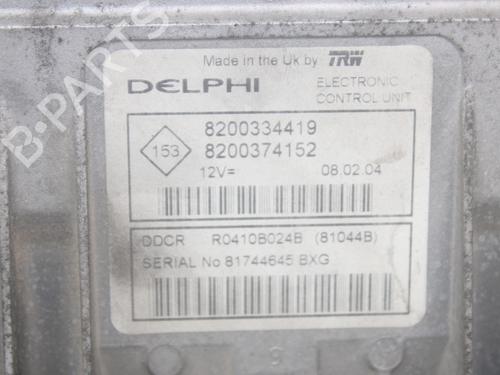 Made in the Uk by TRW
DELPHI
ELECTRONIC
CONTROL UNIT
153
8200334419
8200374152
12V= 08.02.04
DDCR R0410B024B (81044B)
SERIAL No 81744645 BXG